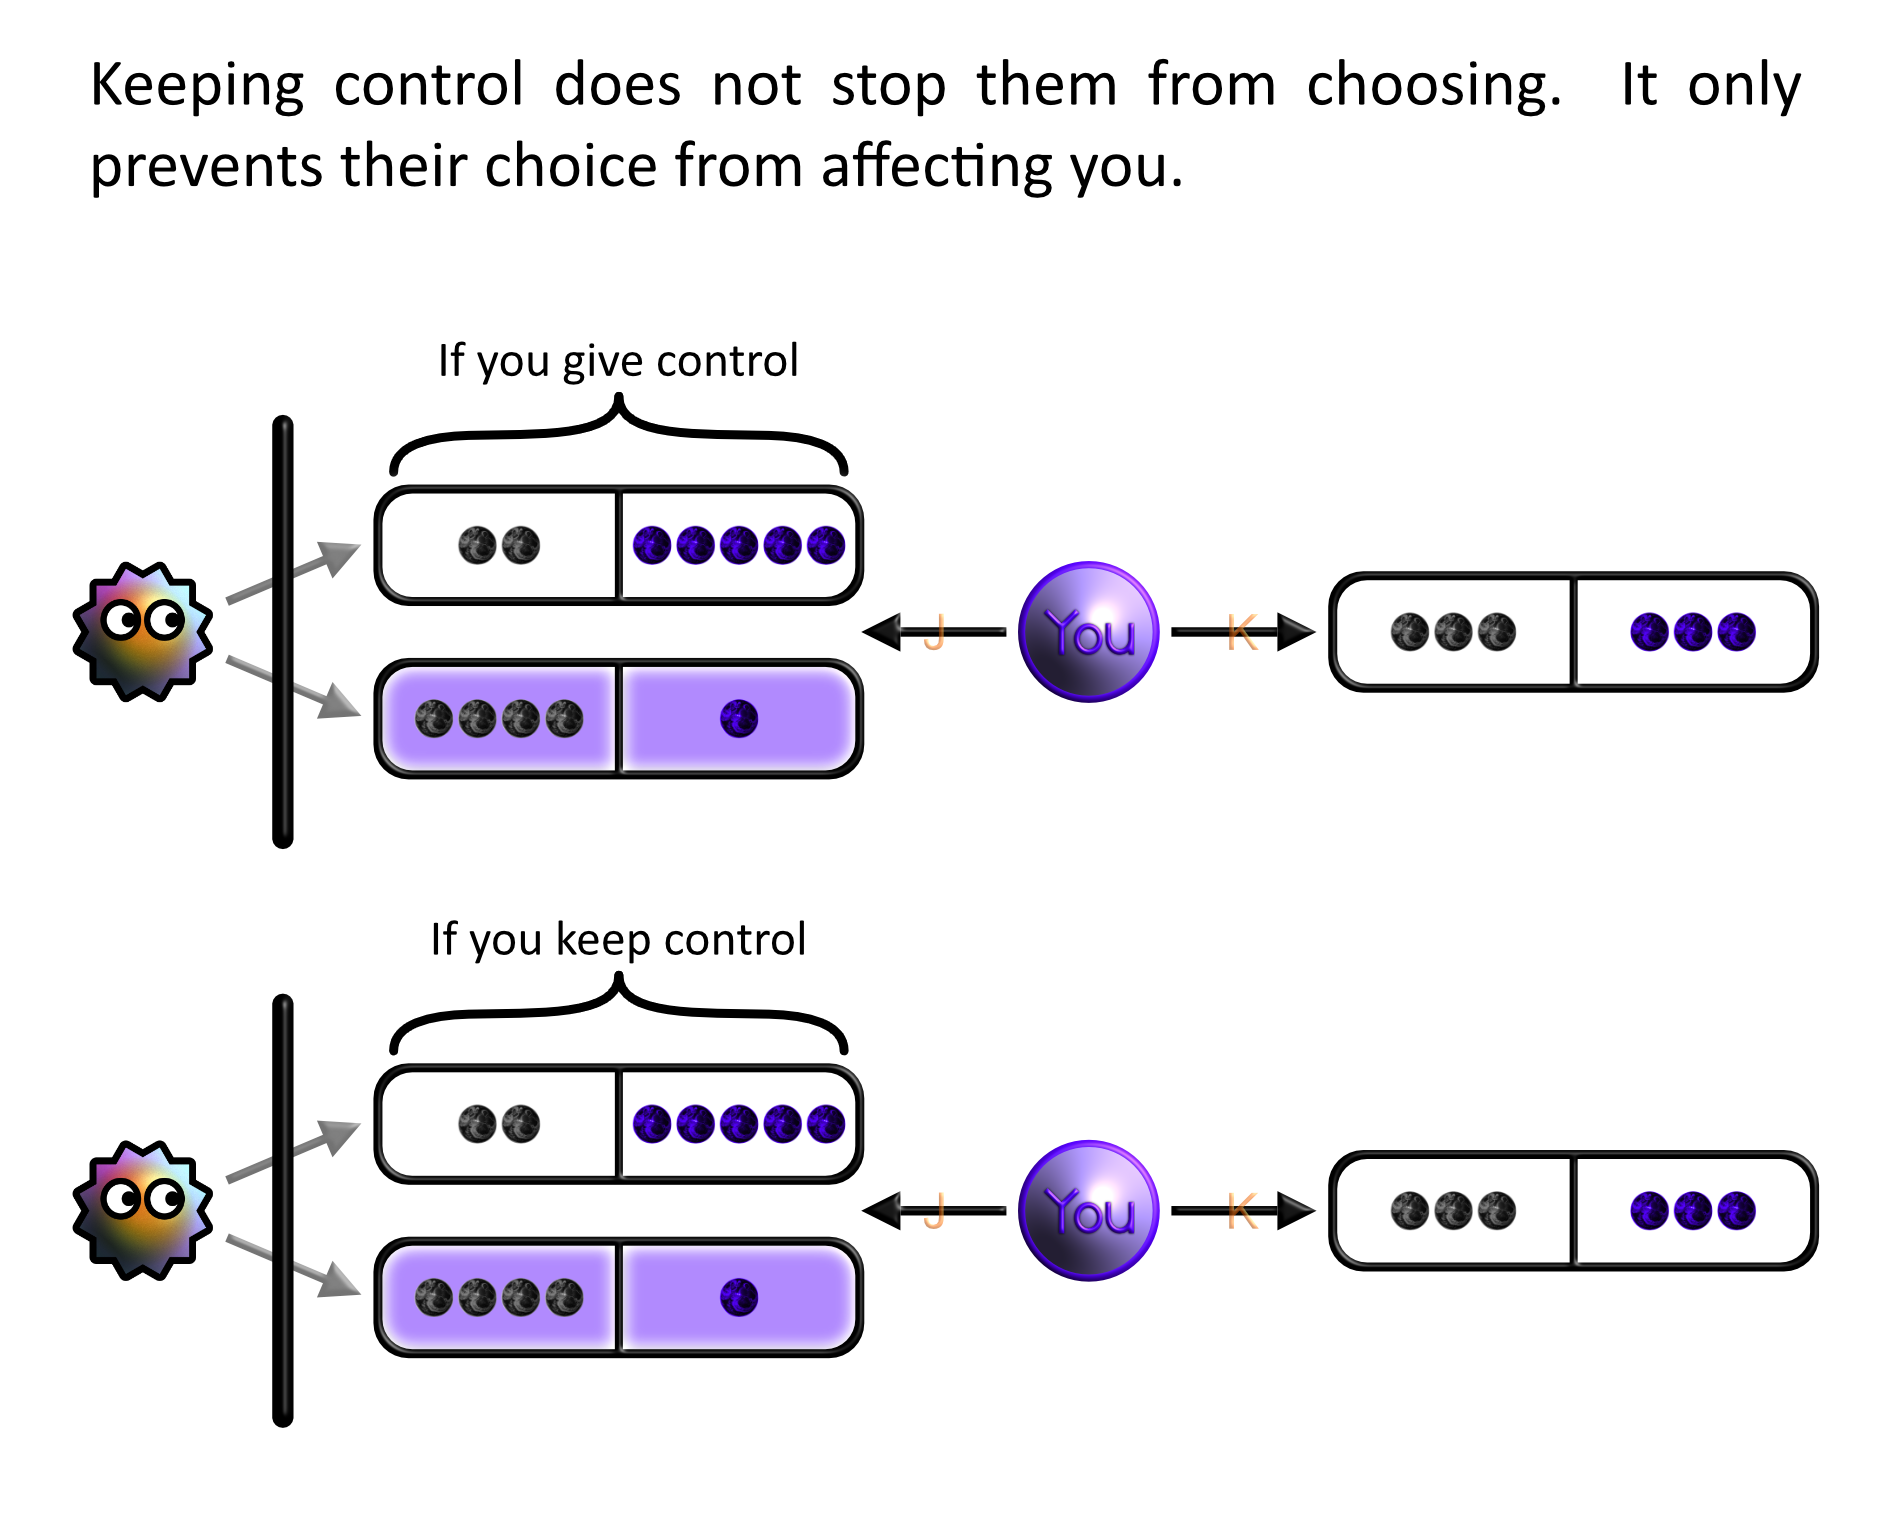 Keeping control does not stop them from choosing. It only
prevents their choice from affecting you.
If you give control
J You K
If you keep control
J You K